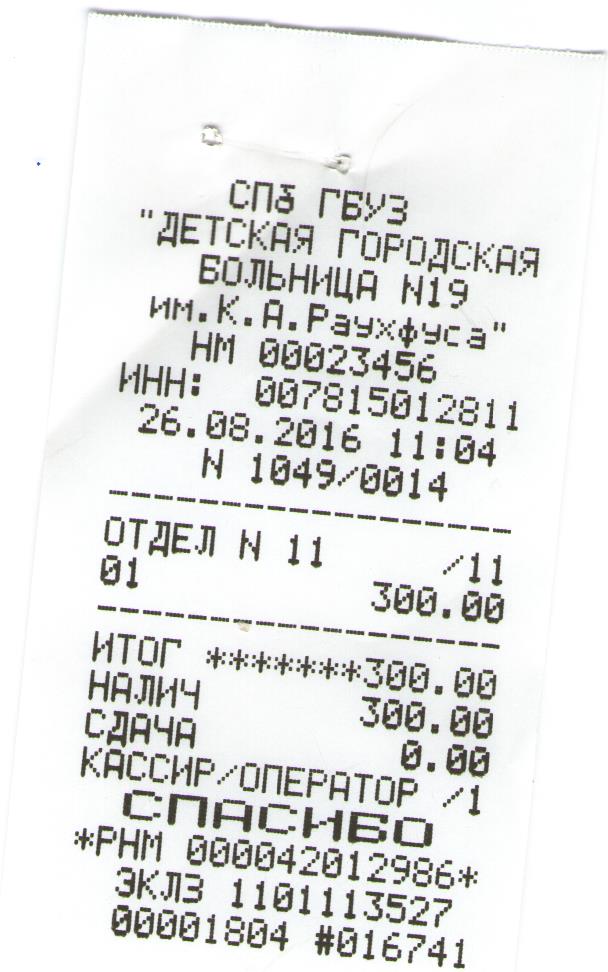 СПб ГБУЗ
"ДЕТСКАЯ ГОРОДСКАЯ
БОЛЬНИЦА N19
им.К.А.Раухфуса"
НМ 00023456
ИНН: 007815012811
26.08.2016 11:04
N 1049/0014
ОТДЕЛ N 11 /11
01 300.00
ИТОГ *******300.00
НАЛИЧ 300.00
СДАЧА 0.00
КАССИР/ОПЕРАТОР /1
СПАСИБО
*РНМ 000042012986*
ЭКЛЗ 1101113527
00001804 #016741